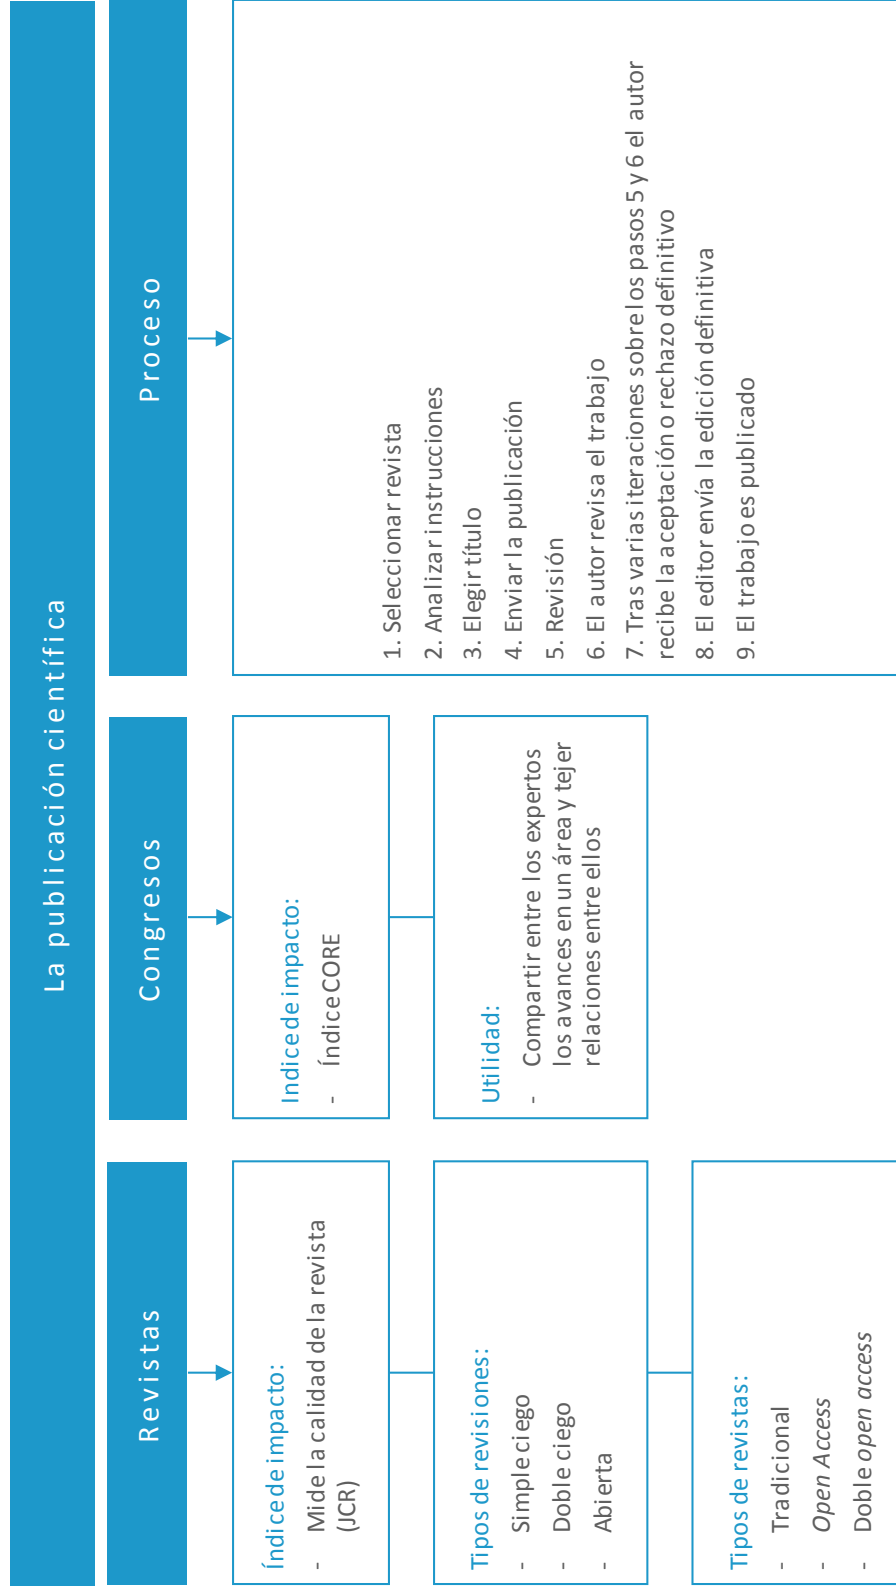 La publicación científica
Revistas
Índice de impacto:
- Mide la calidad de la revista
(JCR)
Tipos de revisiones:
- Simple ciego
- Doble ciego
- Abierta
Tipos de revistas:
- Tradicional
- Open Access
- Doble open access
Congresos
Indice de impacto:
- Índice CORE
Utilidad:
- Compartir entre los expertos
los avances en un área y tejer
relaciones entre ellos
Proceso
1. Seleccionar revista
2. Analizar instrucciones
3. Elegir título
4. Enviar la publicación
5. Revisión
6. El autor revisa el trabajo
7. Tras varias iteraciones sobre los pasos 5 y 6 el autor
recibe la aceptación o rechazo definitivo
8. El editor envía la edición definitiva
9. El trabajo es publicado